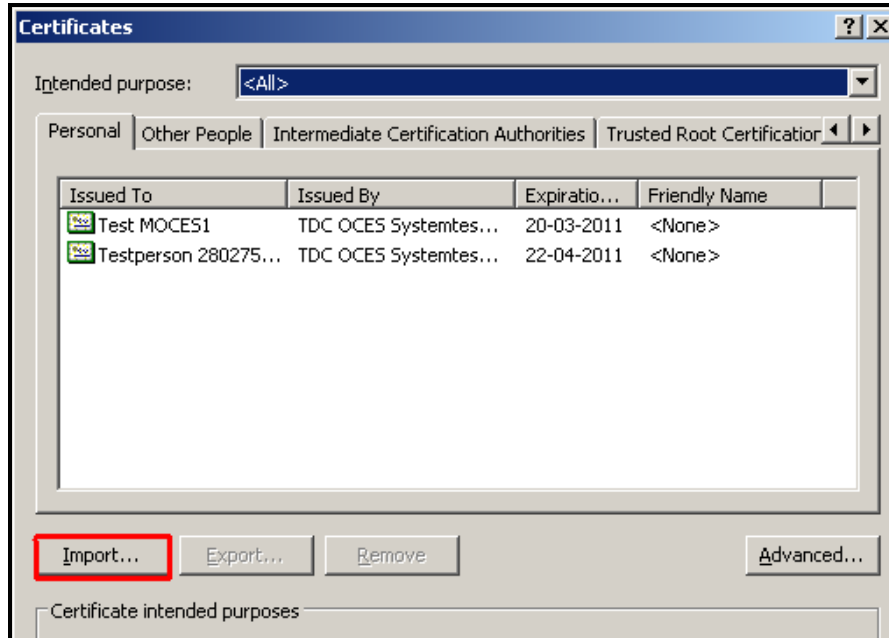 Certificates
Intended purpose: <All>
Personal Other People Intermediate Certification Authorities Trusted Root Certification
Issued To Issued By Expiratio... Friendly Name
Test MOCES1 TDC OCES Systemtes... 20-03-2011 <None>
Testperson 280275... TDC OCES Systemtes... 22-04-2011 <None>
Import... Export... Remove Advanced...
Certificate intended purposes